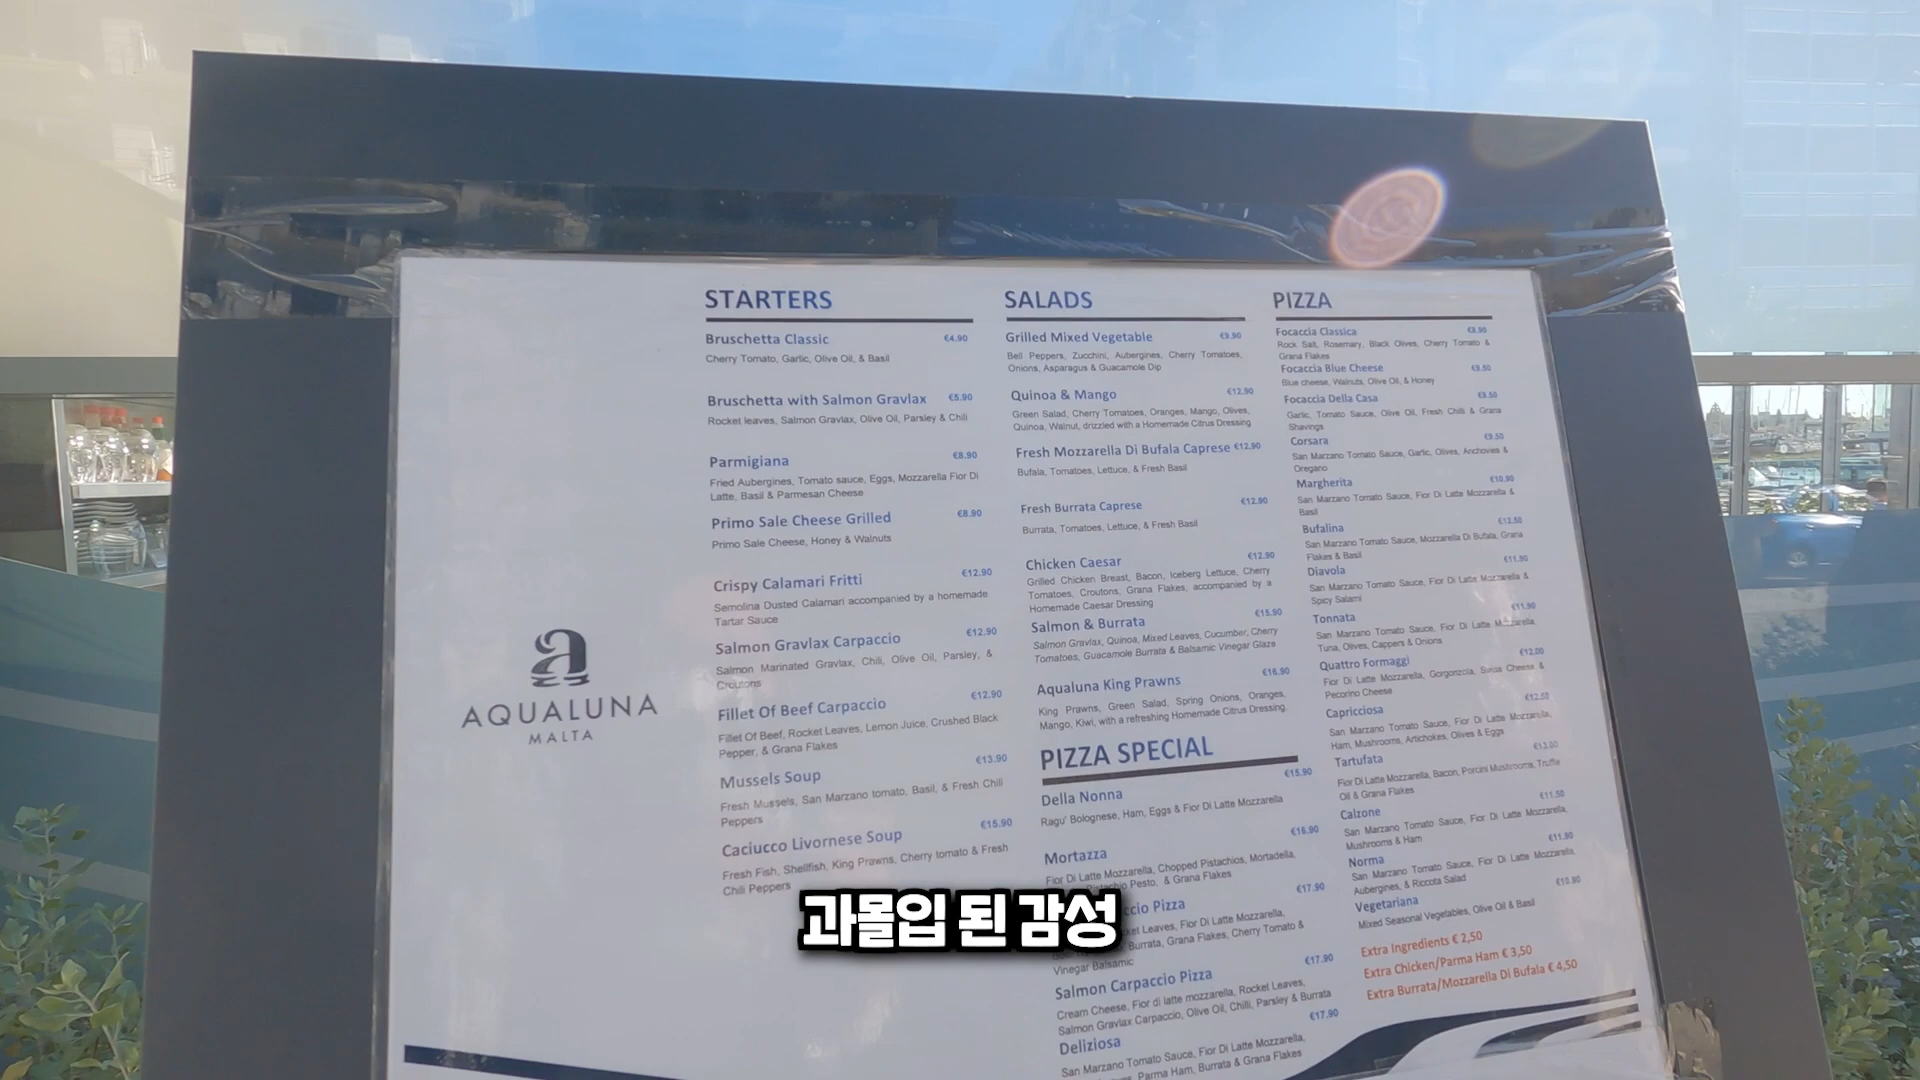 AQUALUNA
MALTA
STARTERS
Bruschetta Classic €4.90
Cherry Tomato, Garlic, Olive Oil, & Basil
Bruschetta with Salmon Gravlax €5.90
Rocket leaves, Salmon Gravlax, Olive Oil, Parsley & Chili
Parmigiana €8.90
Fried Aubergines, Tomato sauce, Eggs, Mozzarella Fior Di
Latte, Basil & Parmesan Cheese
Primo Sale Cheese Grilled €8.90
Primo Sale Cheese, Honey & Walnuts
Crispy Calamari Fritti €12.90
Semolina Dusted Calamari accompanied by a homemade
Tartar Sauce
Salmon Gravlax Carpaccio €12.90
Salmon Marinated Gravlax, Chili, Olive Oil, Parsley, &
Croutons
Fillet Of Beef Carpaccio €12.90
Fillet Of Beef, Rocket Leaves, Lemon Juice, Crushed Black
Pepper, & Grana Flakes
Mussels Soup €13.90
Fresh Mussels, San Marzano tomato, Basil, & Fresh Chili
Peppers
Caciucco Livornese Soup €15.90
Fresh Fish, Shellfish, King Prawns, Cherry tomato & Fresh
Chili Peppers
SALADS
Grilled Mixed Vegetable €9.90
Bell Peppers, Zucchini, Aubergines, Cherry Tomatoes,
Onions, Asparagus & Guacamole Dip
Quinoa & Mango €12.90
Green Salad, Cherry Tomatoes, Oranges, Mango, Olives,
Quinoa, Walnut, drizzled with a Homemade Citrus Dressing
Fresh Mozzarella Di Bufala Caprese €12.90
Bufala, Tomatoes, Lettuce, & Fresh Basil
Fresh Burrata Caprese €12.90
Burrata, Tomatoes, Lettuce, & Fresh Basil
Chicken Caesar €12.90
Grilled Chicken Breast, Bacon, Iceberg Lettuce, Cherry
Tomatoes, Croutons, Grana Flakes, accompanied by a
Homemade Caesar Dressing
Salmon & Burrata €15.90
Salmon Gravlax, Quinoa, Mixed Leaves, Cucumber, Cherry
Tomatoes, Guacamole Burrata & Balsamic Vinegar Glaze
Aqualuna King Prawns €16.90
King Prawns, Green Salad, Spring Onions, Oranges,
Mango, Kiwi, with a refreshing Homemade Citrus Dressing.
PIZZA SPECIAL
Della Nonna €15.90
Ragu' Bolognese, Ham, Eggs & Fior Di Latte Mozzarella
Mortazza €16.90
Fior Di Latte Mozzarella, Chopped Pistachios, Mortadella,
Pistachio Pesto, & Grana Flakes
Pizza €17.90
Leaves, Fior Di Latte Mozzarella,
Burrata, Grana Flakes, Cherry Tomato &
Vinegar Balsamic
Salmon Carpaccio Pizza €17.90
Cream Cheese, Fior di latte mozzarella, Rocket Leaves,
Salmon Gravlax Carpaccio, Olive Oil, Chilli, Parsley & Burrata
Deliziosa €17.90
San Marzano Tomato Sauce, Fior Di Latte Mozzarella,
Parma Ham, Burrata & Grana Flakes
PIZZA
Focaccia Classica €8.90
Rock Salt, Rosemary, Black Olives, Cherry Tomato &
Grana Flakes
Focaccia Blue Cheese €9.50
Blue cheese, Walnuts, Olive Oil, & Honey
Focaccia Della Casa €9.50
Garlic, Tomato Sauce, Olive Oil, Fresh Chilli & Grana
Shavings
Corsara €9.50
San Marzano Tomato Sauce, Garlic, Olives, Anchovies &
Oregano
Margherita €10.90
San Marzano Tomato Sauce, Fior Di Latte Mozzarella &
Basil
Bufalina €12.50
San Marzano Tomato Sauce, Mozzarella Di Bufala, Grana
Flakes & Basil
Diavola €11.90
San Marzano Tomato Sauce, Fior Di Latte Mozzarella &
Spicy Salami
Tonnata €11.90
San Marzano Tomato Sauce, Fior Di Latte Mozzarella,
Tuna, Olives, Cappers & Onions
Quattro Formaggi €12.00
Fior Di Latte Mozzarella, Gorgonzola, Swiss Cheese &
Pecorino Cheese
Capricciosa €12.50
San Marzano Tomato Sauce, Fior Di Latte Mozzarella,
Ham, Mushrooms, Artichokes, Olives & Eggs
Tartufata €13.00
Fior Di Latte Mozzarella, Bacon, Porcini Mushrooms, Truffle
Oil & Grana Flakes
Calzone €11.50
San Marzano Tomato Sauce, Fior Di Latte Mozzarella,
Mushrooms & Ham
Norma €11.90
San Marzano Tomato Sauce, Fior Di Latte Mozzarella,
Aubergines, & Riccota Salad
Vegetariana €10.90
Mixed Seasonal Vegetables, Olive Oil & Basil
Extra Ingredients € 2,50
Extra Chicken/Parma Ham € 3,50
Extra Burrata/Mozzarella Di Bufala € 4,50
과몰입 된 감성